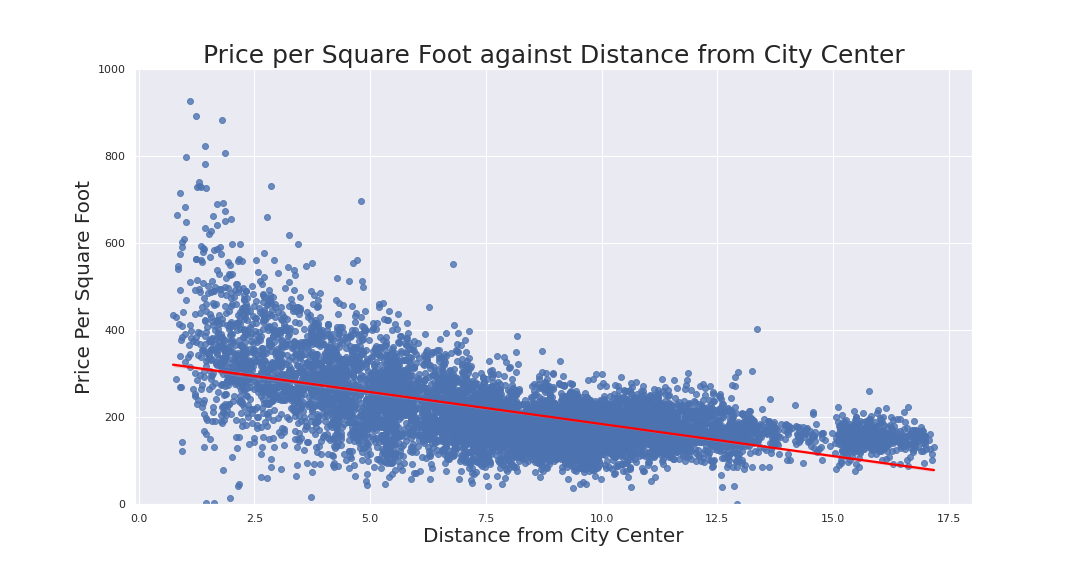 Price per Square Foot against Distance from City Center
1000
800
600
400
200
0
Price Per Square Foot
0.0 2.5 5.0 7.5 10.0 12.5 15.0 17.5
Distance from City Center